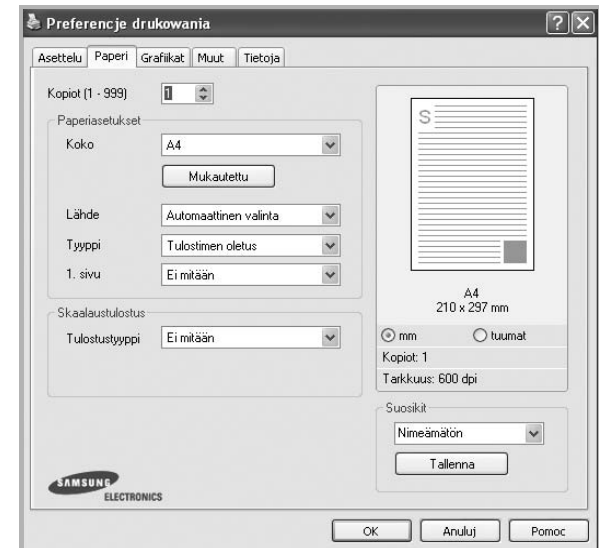 Preferencje drukowania
Asettelu Paperi Grafiikat Muut Tietoja
Kopiot (1 - 999) 1
Paperiasetukset
Koko A4
Mukautettu
Lähde Automaattinen valinta
Tyyppi Tulostimen oletus
1. sivu Ei mitään
Skaalaustulostus
Tulostustyyppi Ei mitään
S
A4
210 x 297 mm
mm tuumat
Kopiot: 1
Tarkkuus: 600 dpi
Suosikit
Nimeämätön
Tallenna
SAMSUNG
ELECTRONICS
OK Anuluj Pomoc